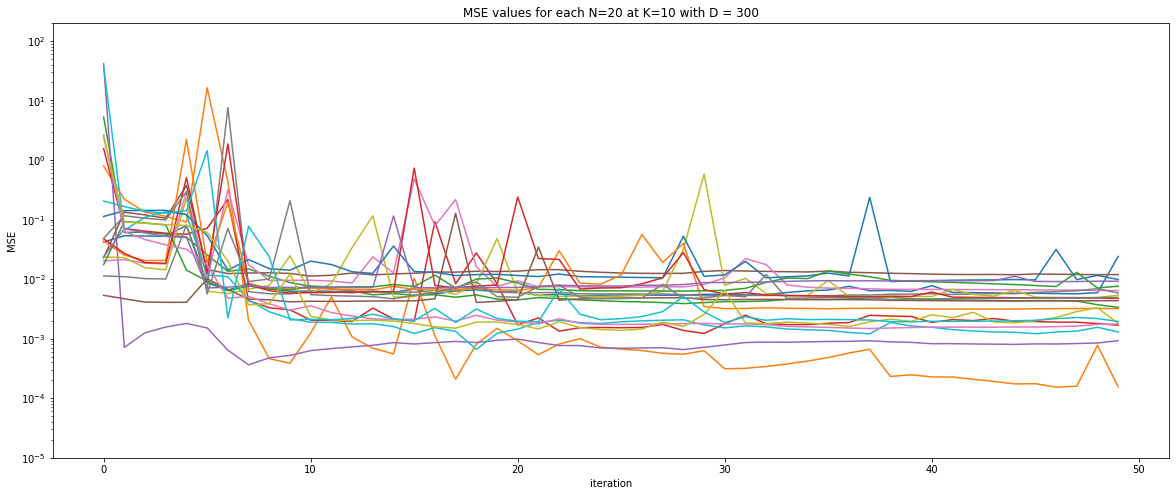 MSE values for each N=20 at K=10 with D = 300
10²
10¹
10⁰
10⁻¹
10⁻²
10⁻³
10⁻⁴
10⁻⁵
MSE
0 10 20 30 40 50
iteration